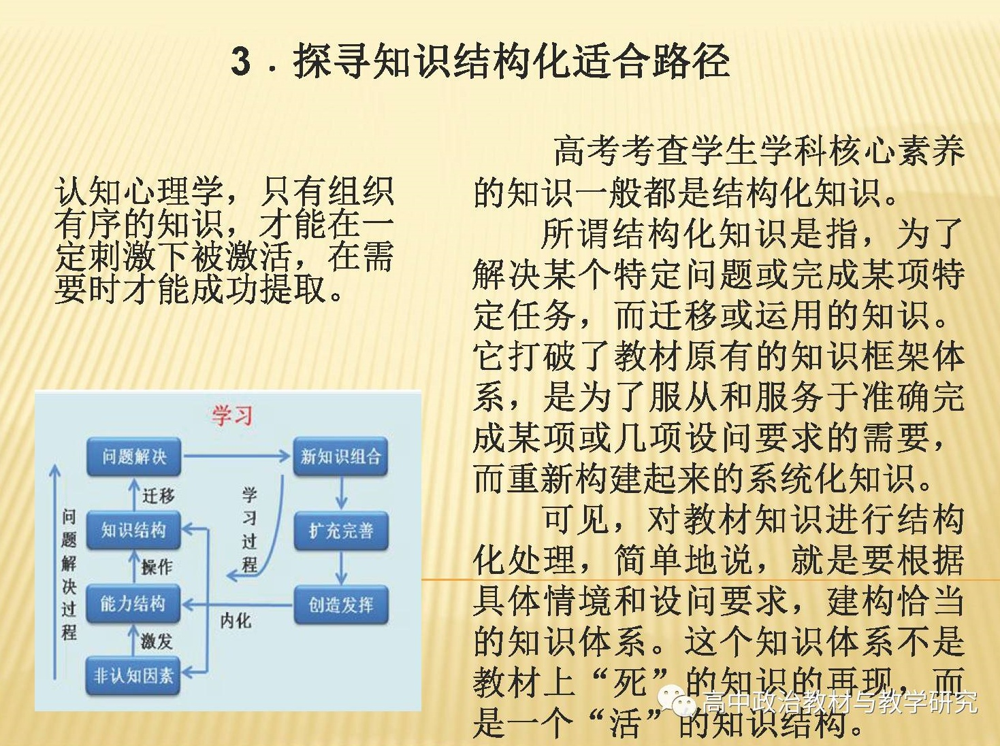 3．探寻知识结构化适合路径
认知心理学，只有组织
有序的知识，才能在一
定刺激下被激活，在需
要时才能成功提取。
学习
问题解决
新知识组合
迁移
知识结构
扩充完善
操作
能力结构
创造发挥
内化
激发
非认知因素
问题解决过程
学习过程
高考考查学生学科核心素养
的知识一般都是结构化知识。
所谓结构化知识是指，为了
解决某个特定问题或完成某项特
定任务，而迁移或运用的知识。
它打破了教材原有的知识框架体
系，是为了服从和服务于准确完
成某项或几项设问要求的需要，
而重新构建起来的系统化知识。
可见，对教材知识进行结构
化处理，简单地说，就是要根据
具体情境和设问要求，建构恰当
的知识体系。这个知识体系不是
教材上“死”的知识的再现，而
是一个“活”的知识结构。
高中政治教材与教学研究